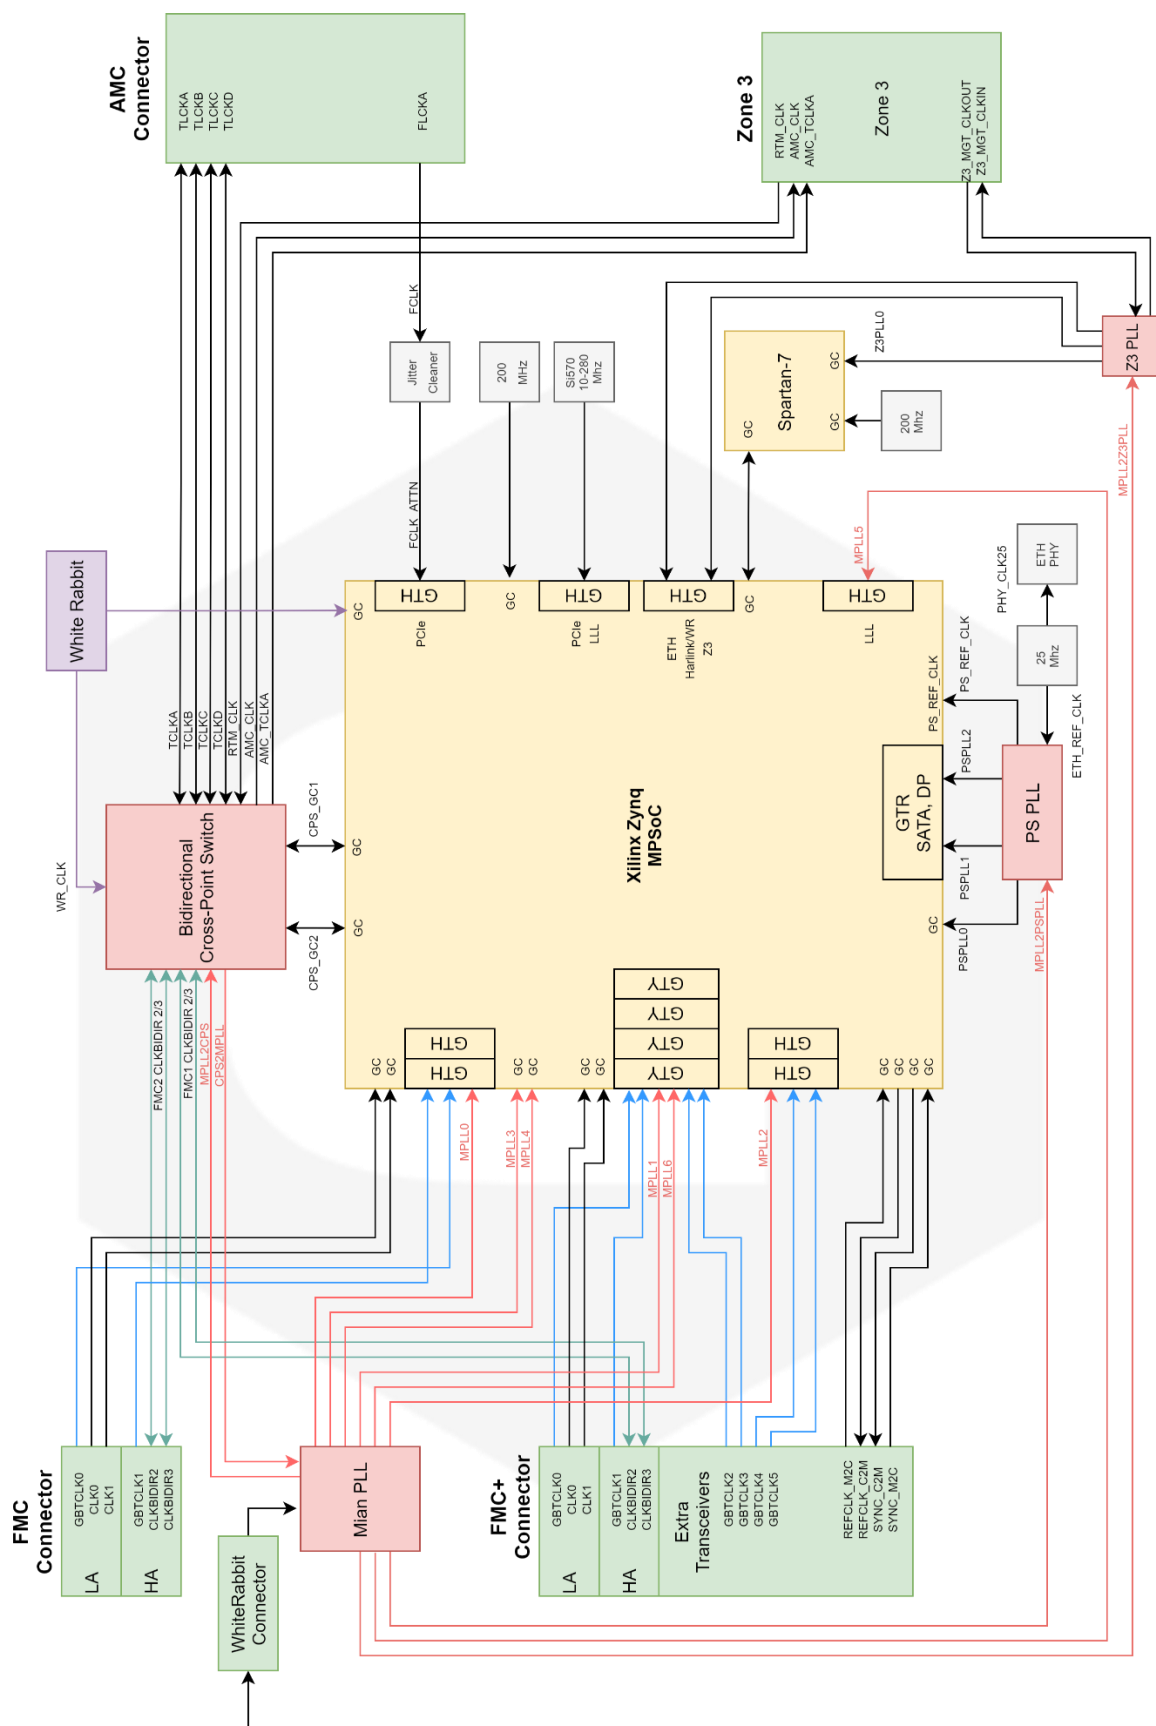 AMC
Connector
TLCKA
TLCKB
TLCKC
TLCKD
FLCKA
Zone 3
RTM_CLK
AMC_CLK
AMC_TCLKA
Zone 3
Z3_MGT_CLKOUT
Z3_MGT_CLKIN
FCLK
Jitter
Cleaner
200
MHz
Si570
10-280
Mhz
FCLK_ATTN
Z3PLL0
Z3 PLL
GC
Spartan-7
GC
GC
200
Mhz
MPLL2Z3PLL
MPLL5
White Rabbit
WR_CLK
TCLKA
TCLKB
TCLKC
TCLKD
RTM_CLK
AMC_CLK
AMC_TCLKA
Bidirectional
Cross-Point Switch
CPS_GC1
CPS_GC2
GC
GTH
PCIe
GC
GTH
PCIe
LLL
GTH
ETH
Harlink/WR
Z3
GC
GTH
LLL
GC
GC
Xilinx Zynq
MPSoC
PS_REF_CLK
PS_REF_CLK
GTR
SATA, DP
GC
PSPLL2
PSPLL1
PSPLL0
PS PLL
PHY_CLK25
ETH
PHY
25
Mhz
ETH_REF_CLK
MPLL2PSPLL
FMC2 CLKBIDIR 2/3
FMC1 CLKBIDIR 2/3
MPLL2CPS
CPS2MPLL
GC
GC
GTH
GTH
GC
GC
GC
GC
GTY
GTY
GTY
GTY
GTH
GTH
GC
GC
GC
GC
MPLL0
MPLL3
MPLL4
MPLL1
MPLL6
MPLL2
FMC
Connector
GBTCLK0
CLK0
CLK1
GBTCLK1
CLKBIDIR2
CLKBIDIR3
LA
HA
WhiteRabbit
Connector
Mian PLL
FMC+
Connector
GBTCLK0
CLK0
CLK1
GBTCLK1
CLKBIDIR2
CLKBIDIR3
LA
HA
Extra
Transceivers
GBTCLK2
GBTCLK3
GBTCLK4
GBTCLK5
REFCLK_M2C
REFCLK_C2M
SYNC_C2M
SYNC_M2C